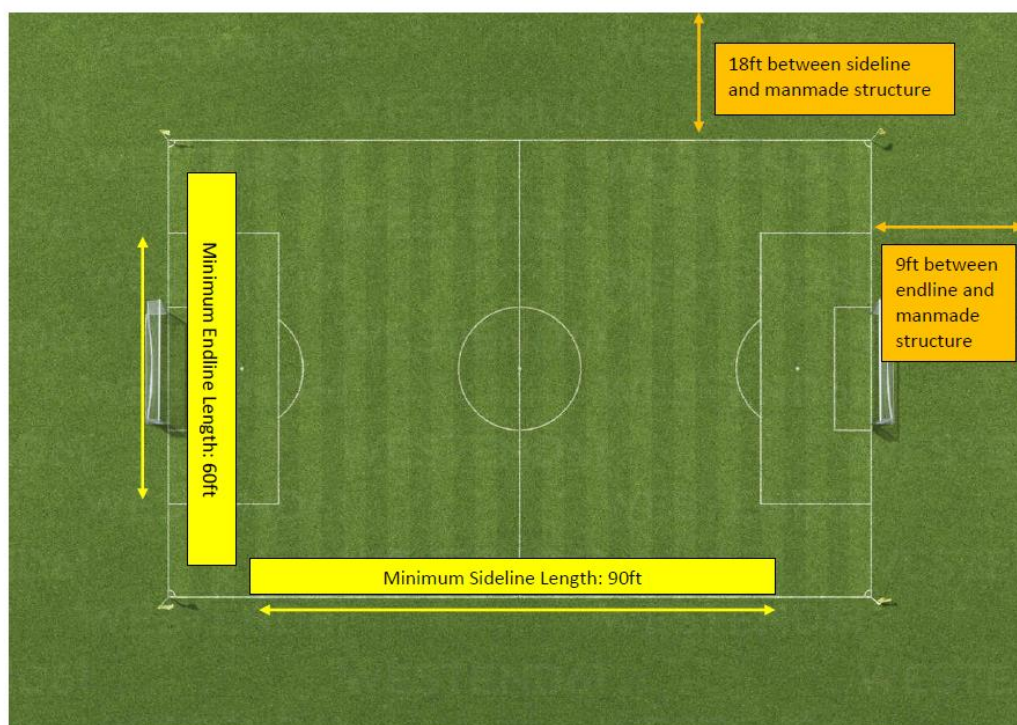 18ft between sideline
and manmade structure
9ft between
endline and
manmade
structure
Minimum Endline Length: 60ft
Minimum Sideline Length: 90ft